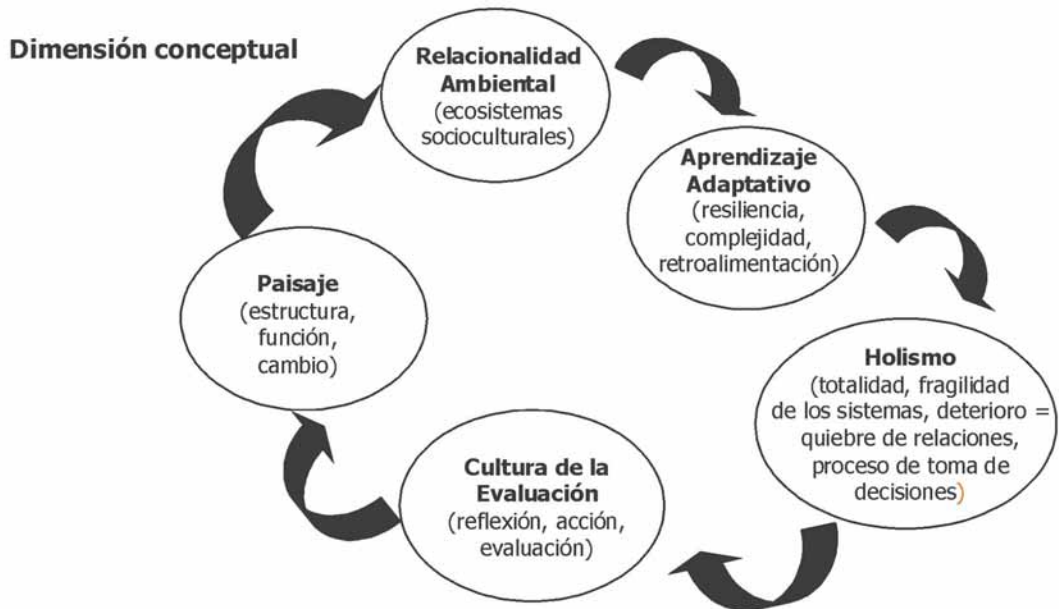 Dimensión conceptual
Relacionalidad
Ambiental
(ecosistemas
socioculturales)
Aprendizaje
Adaptativo
(resiliencia,
complejidad,
retroalimentación)
Holismo
(totalidad, fragilidad
de los sistemas, deterioro =
quiebre de relaciones,
proceso de toma de
decisiones)
Cultura de la
Evaluación
(reflexión, acción,
evaluación)
Paisaje
(estructura,
función,
cambio)